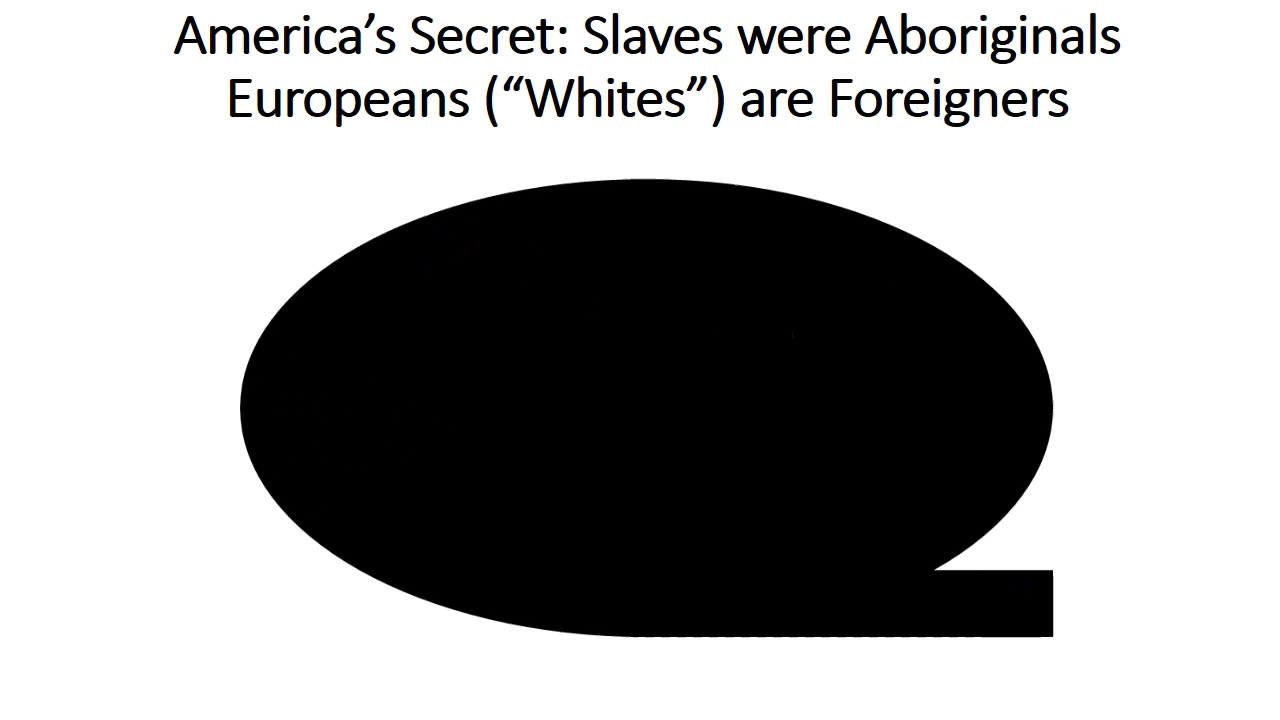 America’s Secret: Slaves were Aboriginals
Europeans (“Whites”) are Foreigners